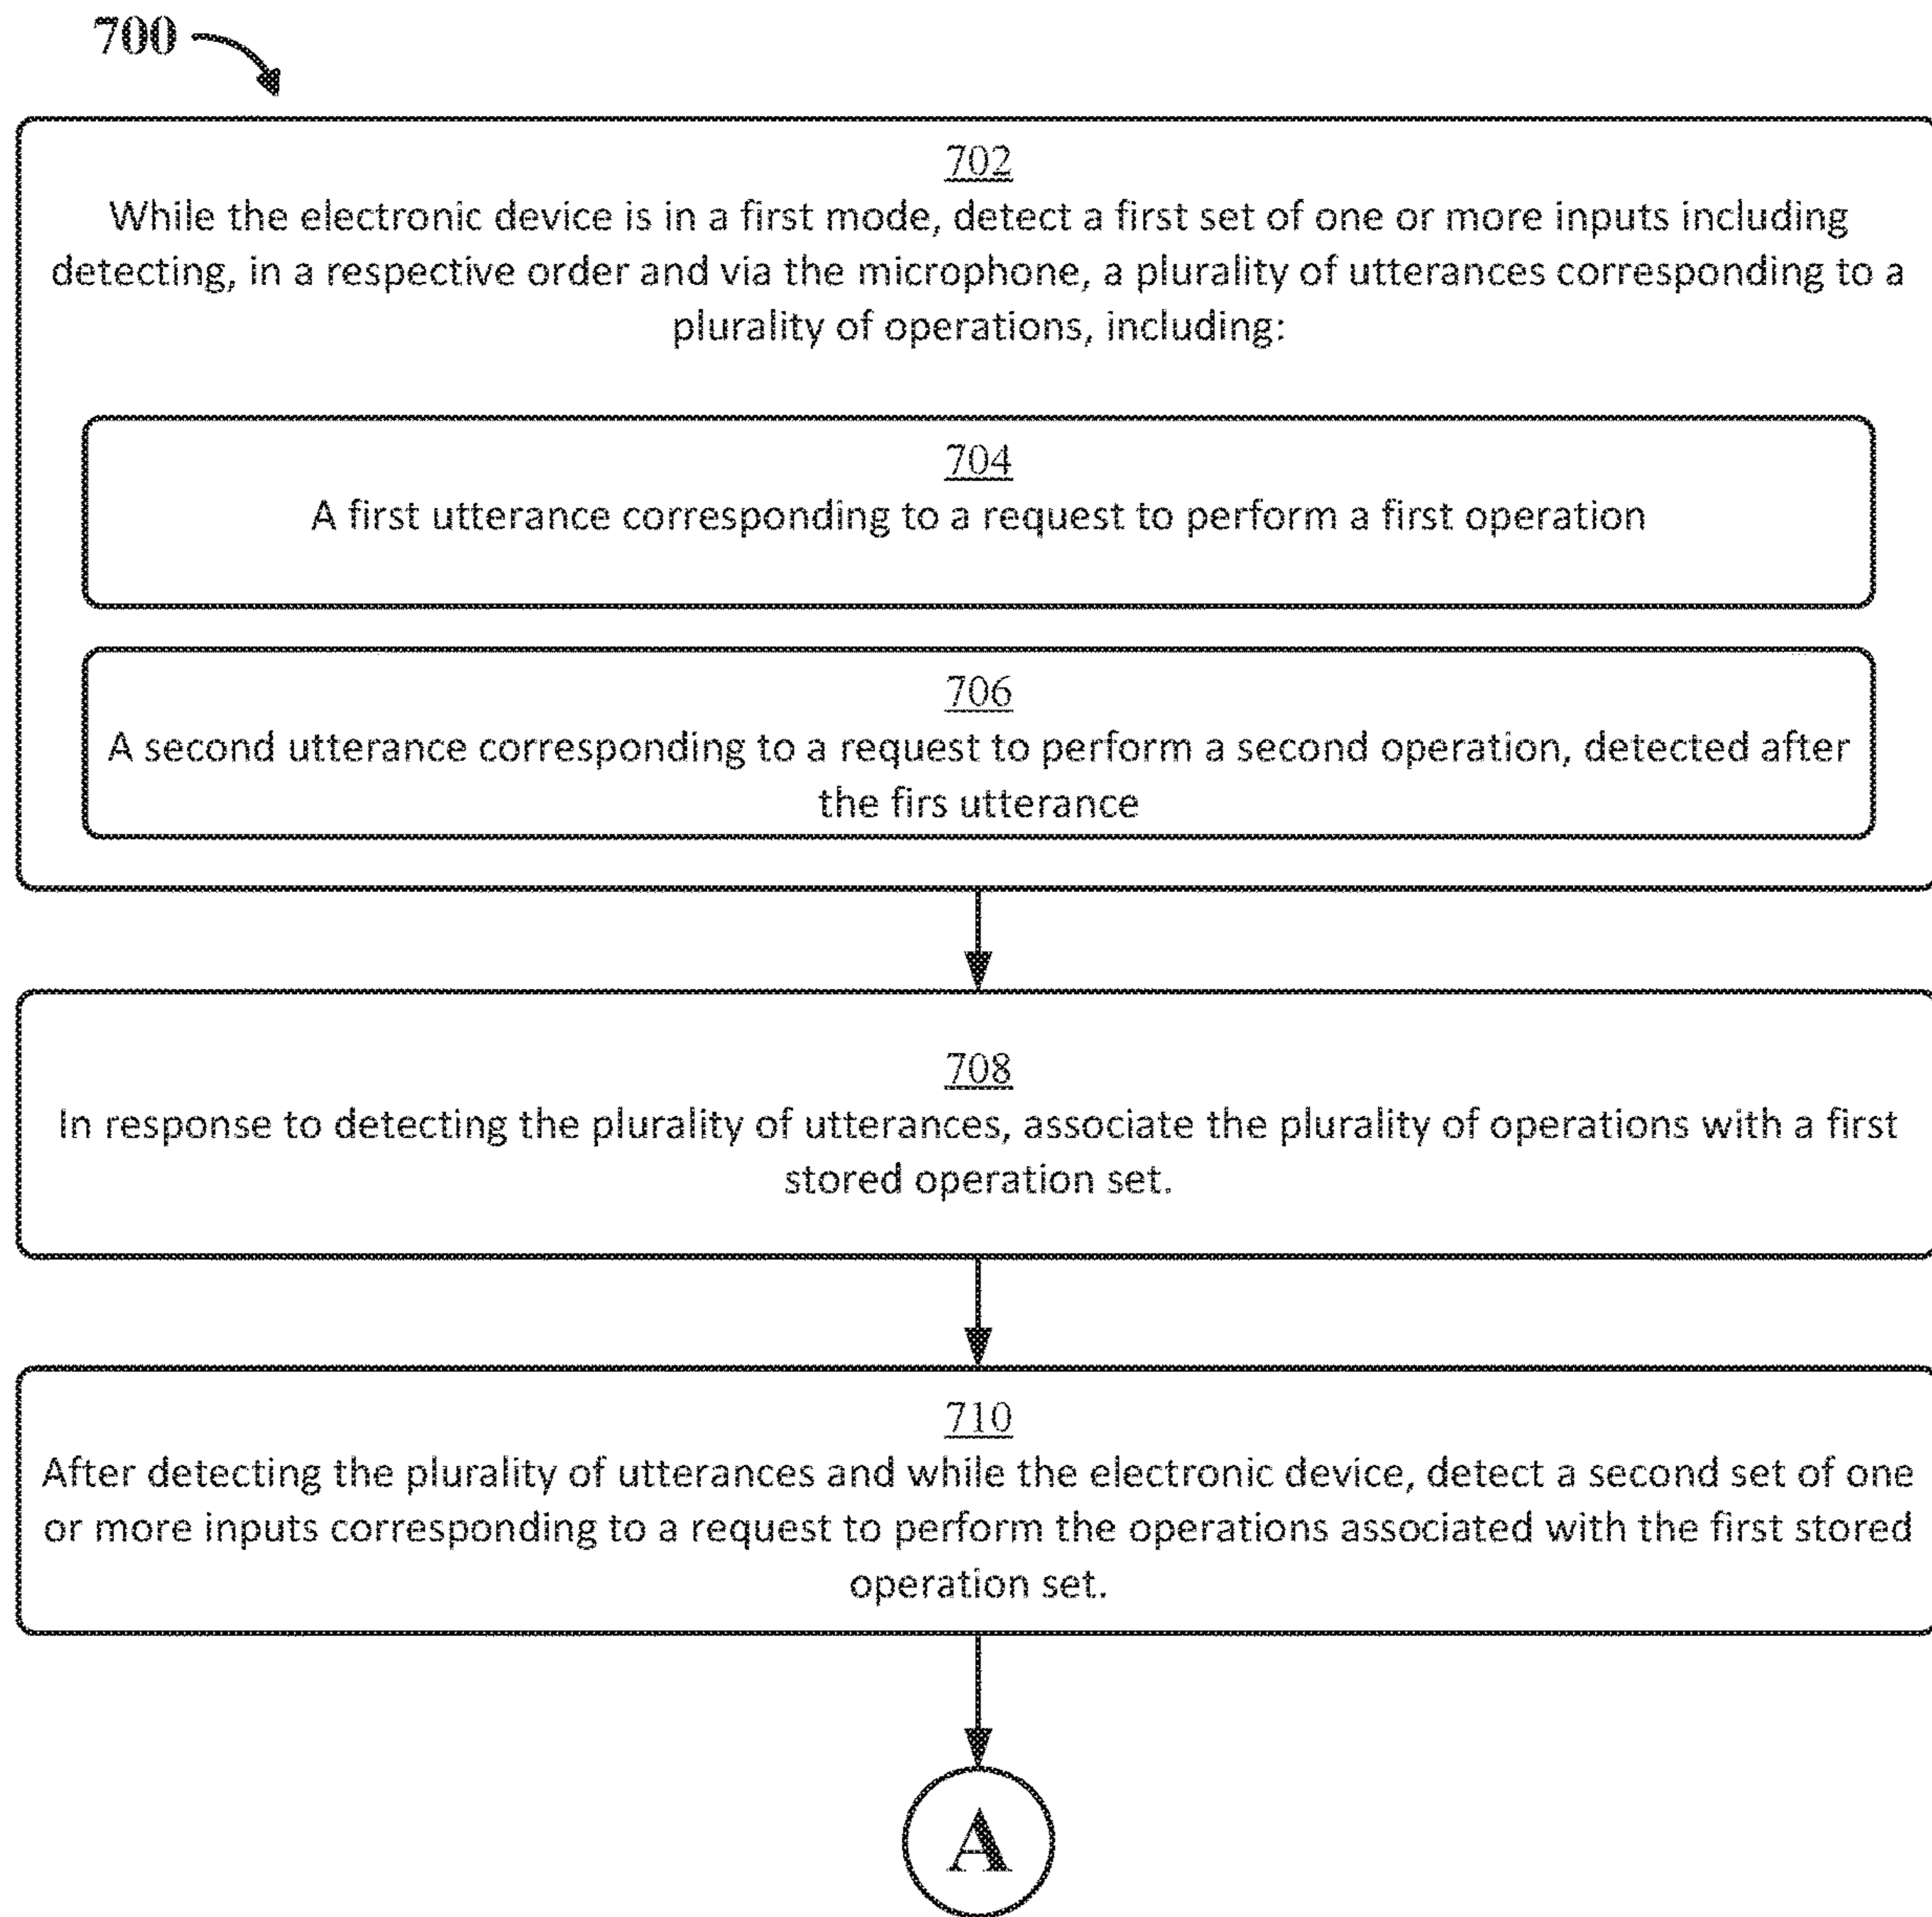 700
702
While the electronic device is in a first mode, detect a first set of one or more inputs including
detecting, in a respective order and via the microphone, a plurality of utterances corresponding to a
plurality of operations, including:
704
A first utterance corresponding to a request to perform a first operation
706
A second utterance corresponding to a request to perform a second operation, detected after
the firs utterance
708
In response to detecting the plurality of utterances, associate the plurality of operations with a first
stored operation set.
710
After detecting the plurality of utterances and while the electronic device, detect a second set of one
or more inputs corresponding to a request to perform the operations associated with the first stored
operation set.
A